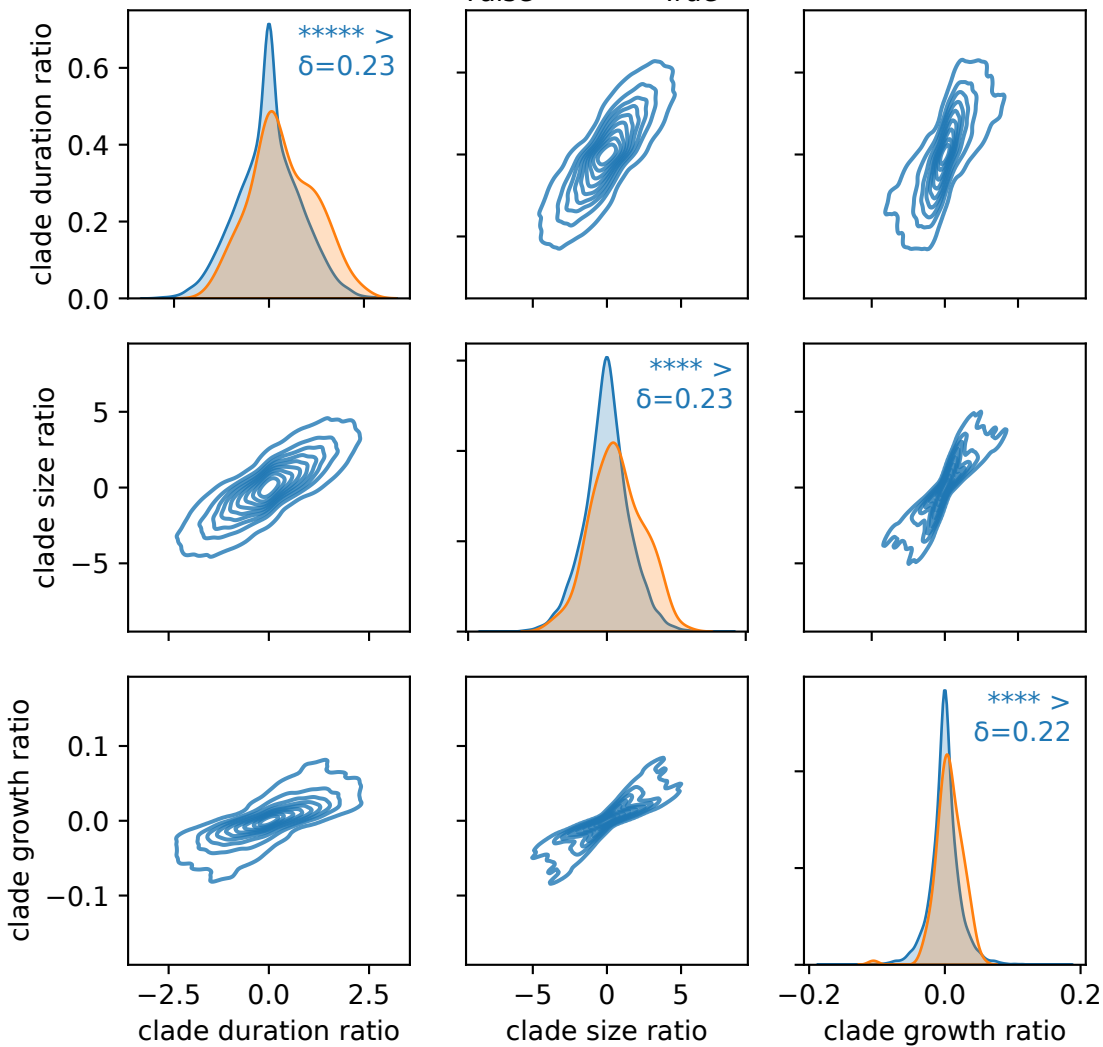 clade duration ratio
0.6
0.4
0.2
0.0
***** >
δ=0.23
clade size ratio
5
0
−5
**** >
δ=0.23
clade growth ratio
0.1
0.0
−0.1
**** >
δ=0.22
−2.5
0.0
2.5
clade duration ratio
−5
0
5
clade size ratio
−0.2
0.0
0.2
clade growth ratio